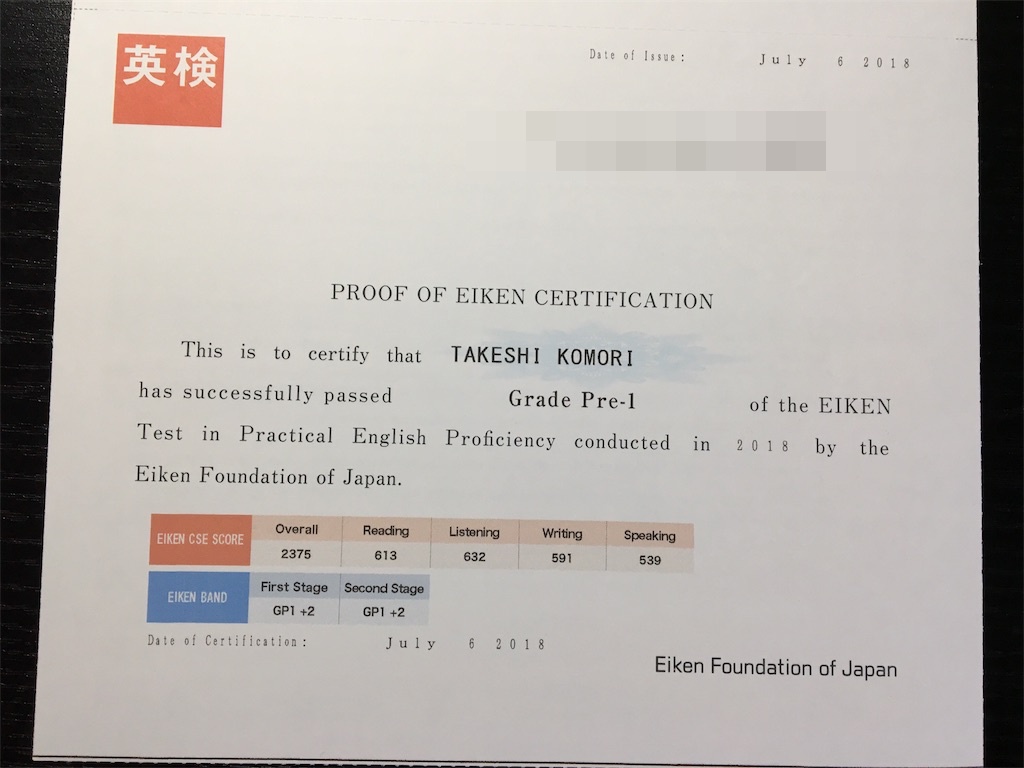 英検
Date of Issue: July 6 2018
PROOF OF EIKEN CERTIFICATION
This is to certify that TAKESHI KOMORI
has successfully passed Grade Pre-1 of the EIKEN
Test in Practical English Proficiency conducted in 2018 by the
Eiken Foundation of Japan.
EIKEN CSE SCORE Overall Reading Listening Writing Speaking
2375 613 632 591 539
EIKEN BAND First Stage Second Stage
GP1 +2 GP1 +2
Date of Certification: July 6 2018
Eiken Foundation of Japan